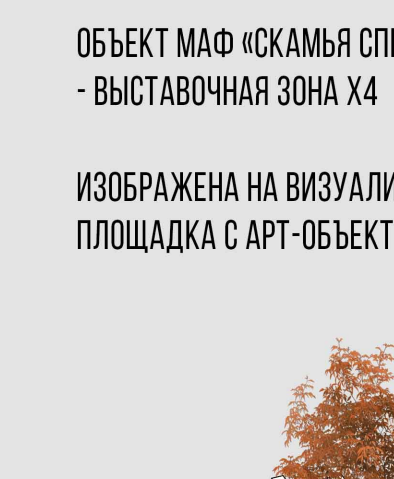 ОБЪЕКТ МАФ «СКАМЬЯ
- ВЫСТАВОЧНАЯ ЗОНА Х4
ИЗОБРАЖЕНА НА
ПЛОЩАДКА С АРТ-ОБЪЕКТ